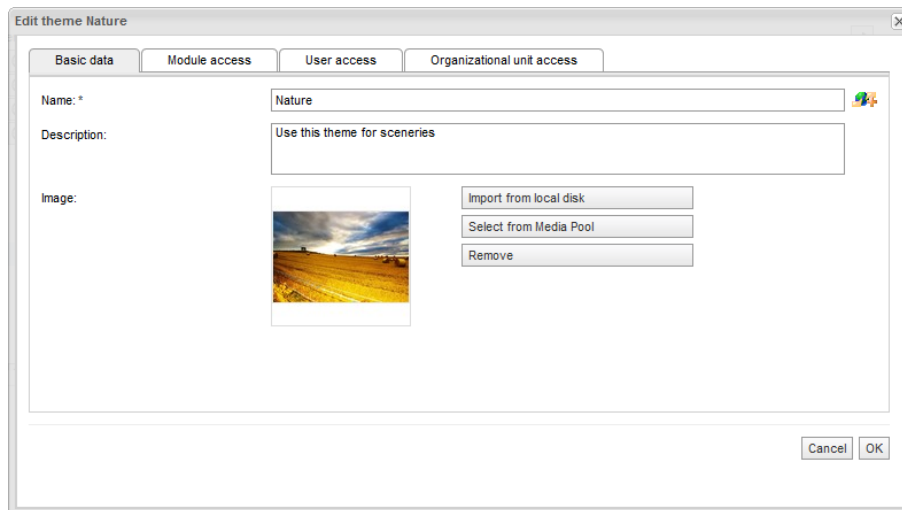 Edit theme Nature
Basic data
Module access
User access
Organizational unit access
Name: *
Nature
Description:
Use this theme for sceneries
Image:
Import from local disk
Select from Media Pool
Remove
Cancel
OK